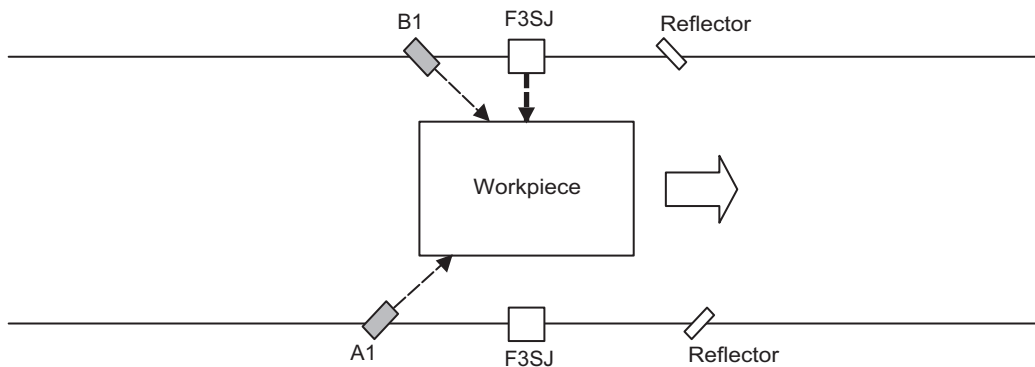 B1
F3SJ
Reflector
Workpiece
A1
F3SJ
Reflector